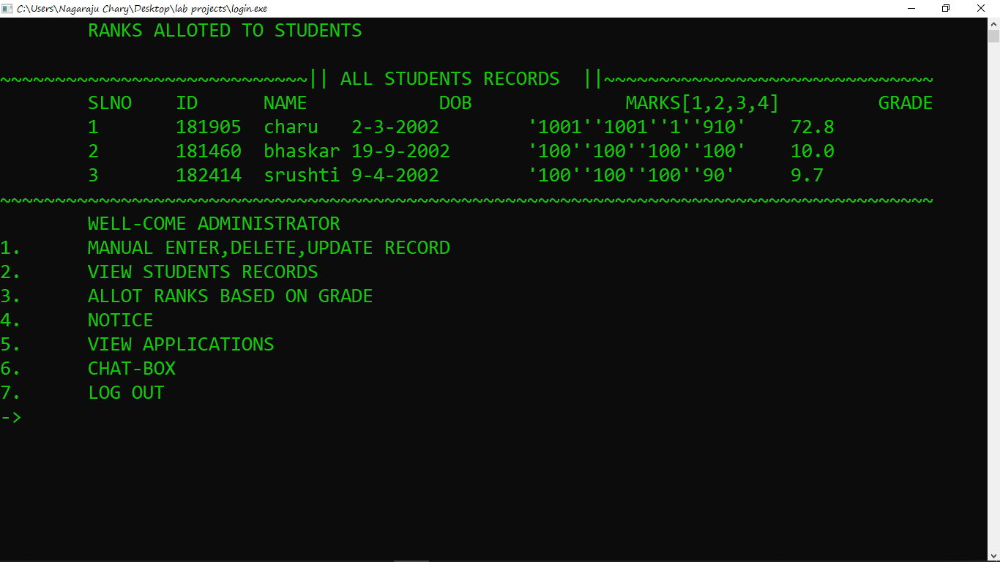 C:\Users\Nagaraju Chary\Desktop\lab projects\login.exe
RANKS ALLOTED TO STUDENTS
~~~~~~~~~~~~~~~~~~~~~~~~~~~~|| ALL STUDENTS RECORDS  ||~~~~~~~~~~~~~~~~~~~~~~~~~~~~~~
SLNO    ID      NAME            DOB              MARKS[1,2,3,4]         GRADE
1       181905  charu   2-3-2002        '1001''1001''1''910'    72.8
2       181460  bhaskar 19-9-2002       '100''100''100''100'    10.0
3       182414  srushti 9-4-2002        '100''100''100''90'     9.7
~~~~~~~~~~~~~~~~~~~~~~~~~~~~~~~~~~~~~~~~~~~~~~~~~~~~~~~~~~~~~~~~~~~~~~~~~~~~~~~~~~~~~
WELL-COME ADMINISTRATOR
1.      MANUAL ENTER,DELETE,UPDATE RECORD
2.      VIEW STUDENTS RECORDS
3.      ALLOT RANKS BASED ON GRADE
4.      NOTICE
5.      VIEW APPLICATIONS
6.      CHAT-BOX
7.      LOG OUT
->